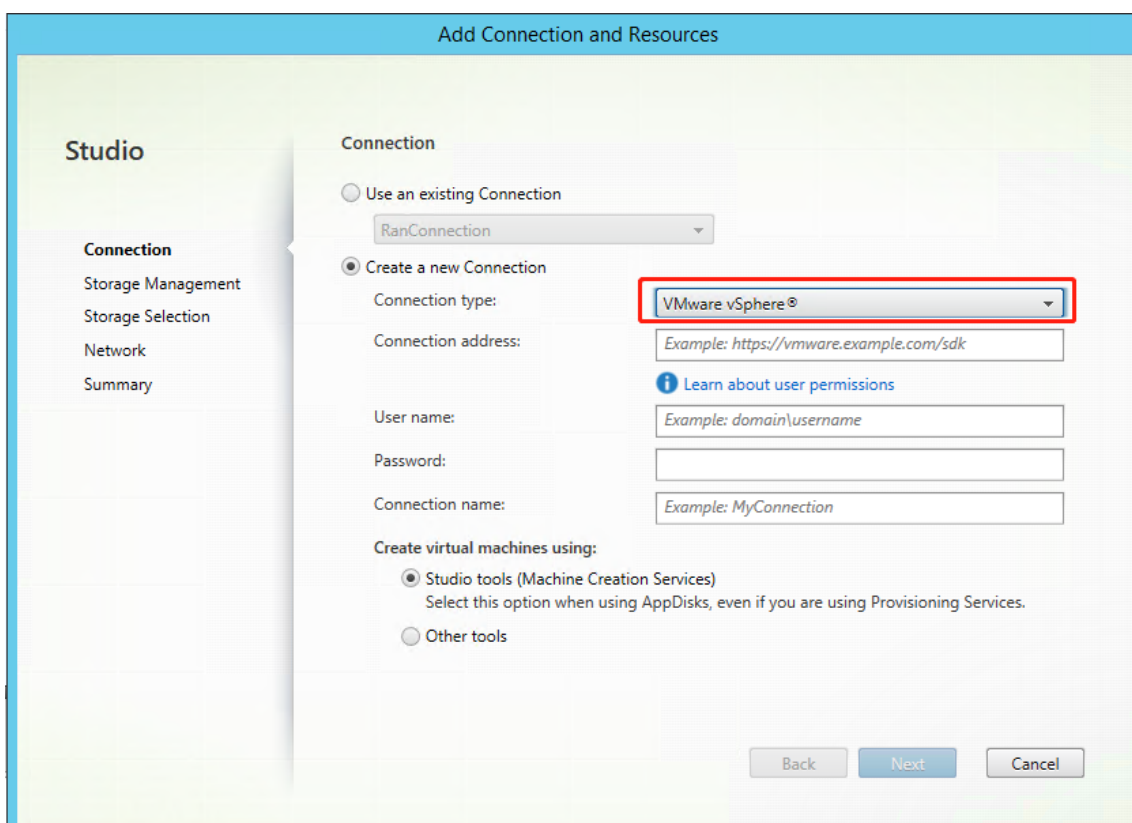 Add Connection and Resources
Studio
Connection
Storage Management
Storage Selection
Network
Summary
Connection
Use an existing Connection
RanConnection
Create a new Connection
Connection type:
VMware vSphere®
Connection address:
Example: https://vmware.example.com/sdk
Learn about user permissions
User name:
Example: domain\username
Password:
Connection name:
Example: MyConnection
Create virtual machines using:
Studio tools (Machine Creation Services)
Select this option when using AppDisks, even if you are using Provisioning Services.
Other tools
Back
Next
Cancel